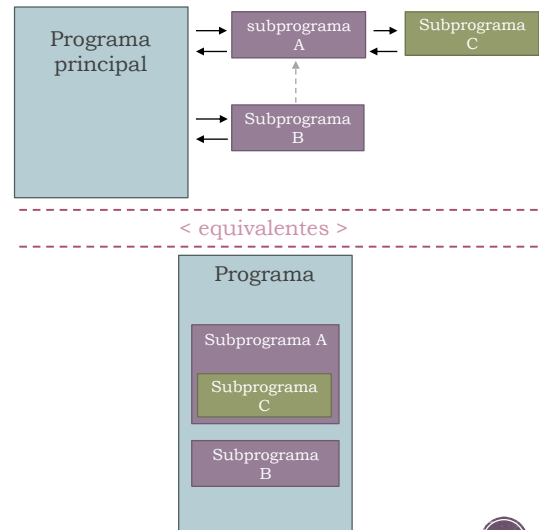 Programa
principal
subprograma
A
Subprograma
C
Subprograma
B
< equivalentes >
Programa
Subprograma A
Subprograma
C
Subprograma
B